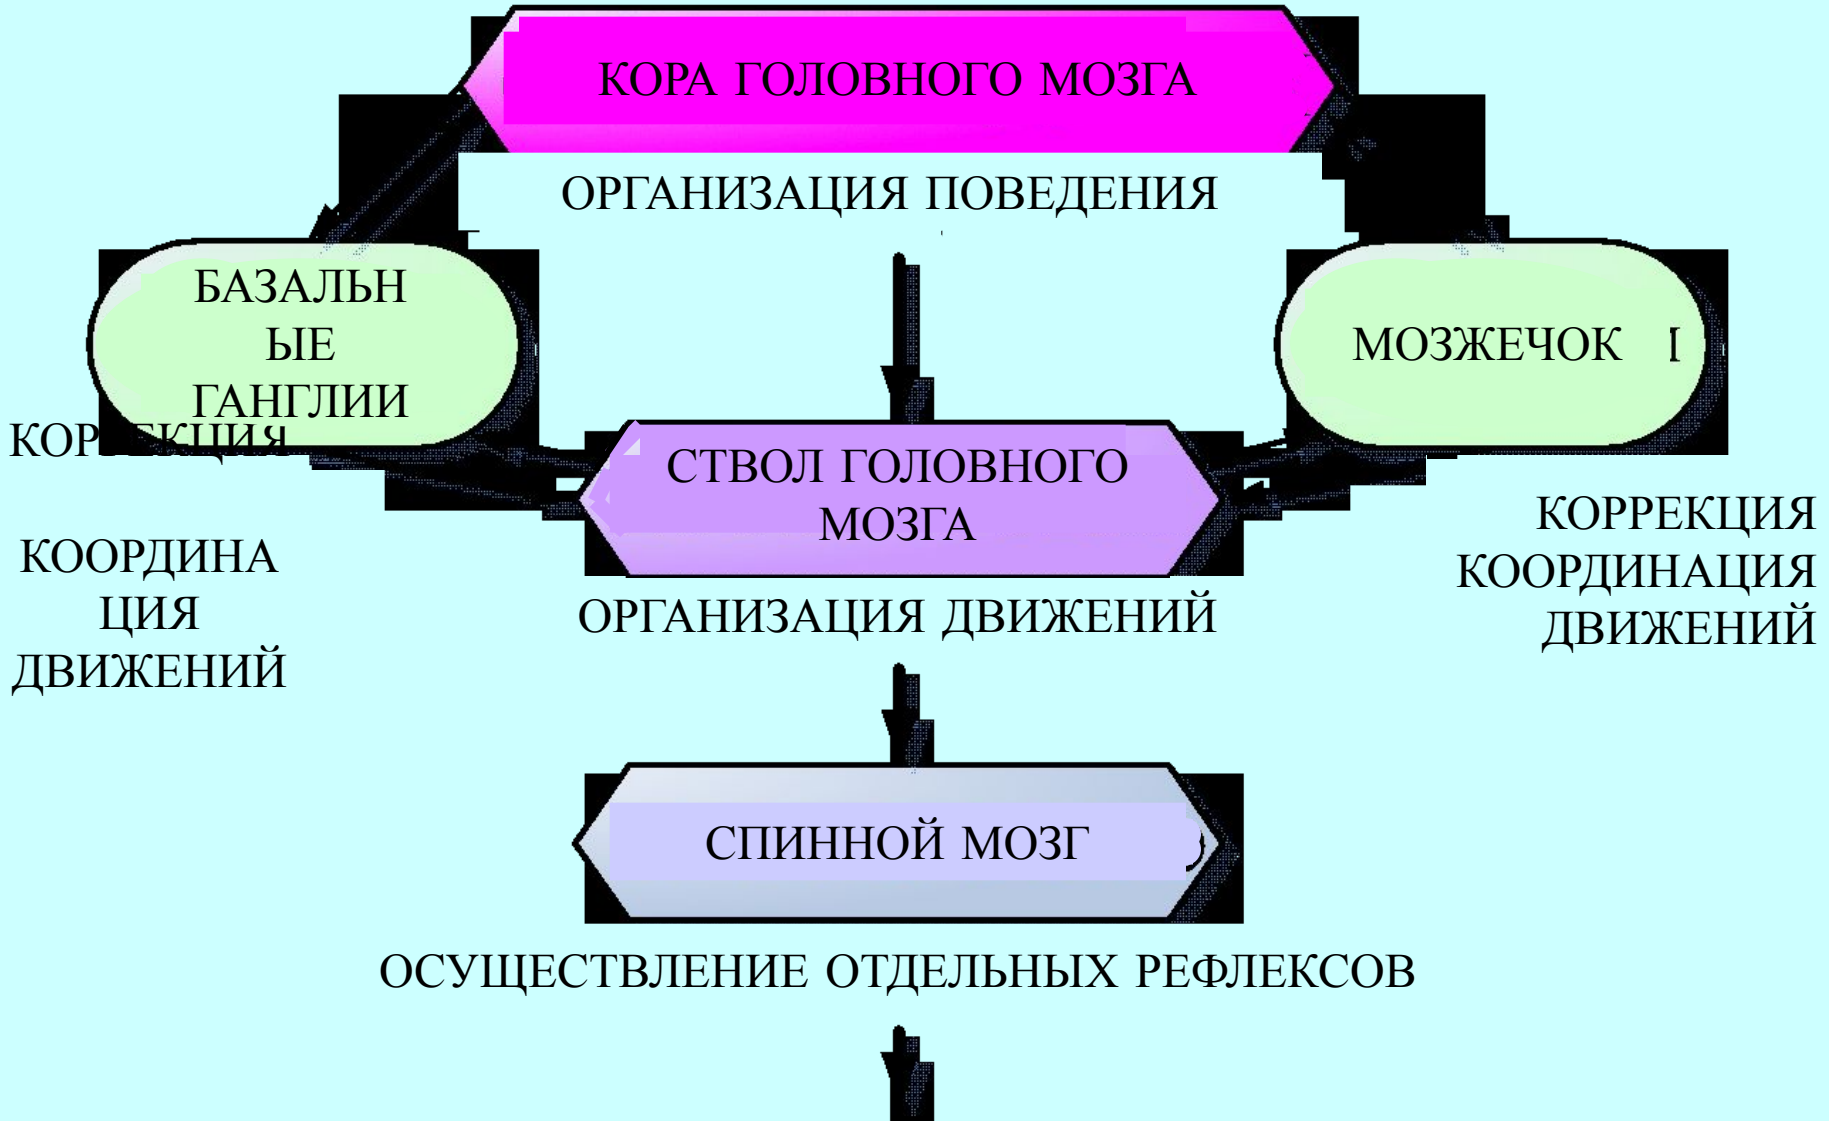 КОРА ГОЛОВНОГО МОЗГА
ОРГАНИЗАЦИЯ ПОВЕДЕНИЯ
БАЗАЛЬН
ЫЕ
ГАНГЛИИ
МОЗЖЕЧОК
КОРРЕКЦИЯ
КООРДИНА
ЦИЯ
ДВИЖЕНИЙ
СТВОЛ ГОЛОВНОГО
МОЗГА
ОРГАНИЗАЦИЯ ДВИЖЕНИЙ
КОРРЕКЦИЯ
КООРДИНАЦИЯ
ДВИЖЕНИЙ
СПИННОЙ МОЗГ
ОСУЩЕСТВЛЕНИЕ ОТДЕЛЬНЫХ РЕФЛЕКСОВ